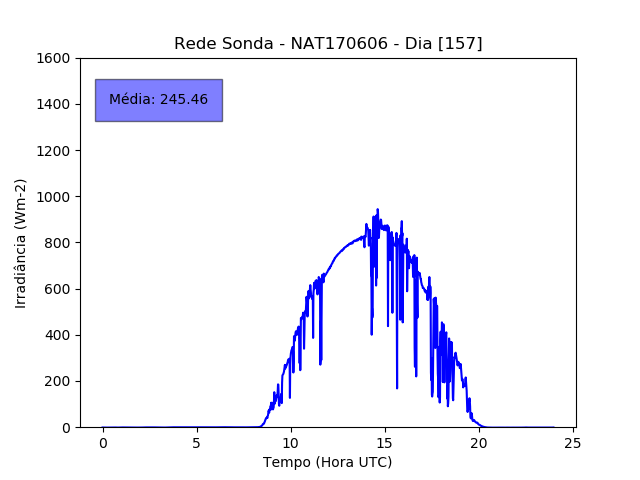 Rede Sonda - NAT170606 - Dia [157]
1600
1400
1200
1000
800
600
400
200
0
Média: 245.46
Irradiância (Wm-2)
0 5 10 15 20 25
Tempo (Hora UTC)